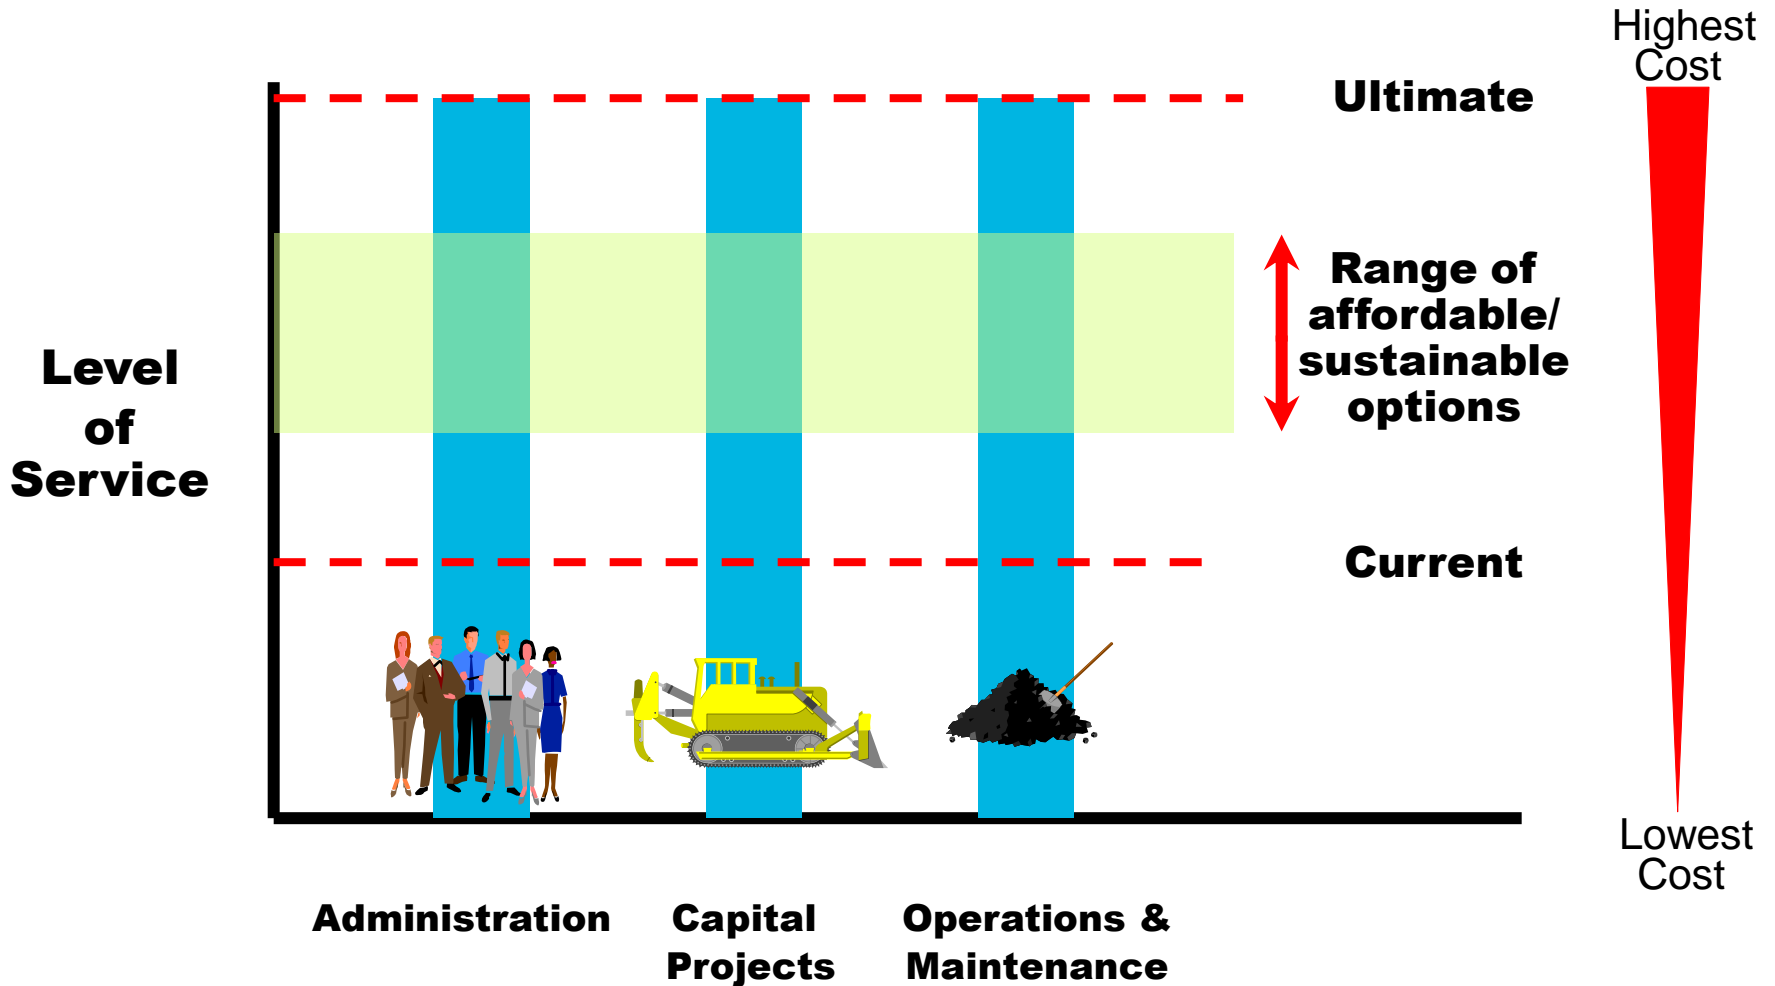 Highest
Cost
Ultimate
Range of
affordable/
sustainable
options
Level
of
Service
Current
Lowest
Cost
Administration
Capital
Projects
Operations &
Maintenance